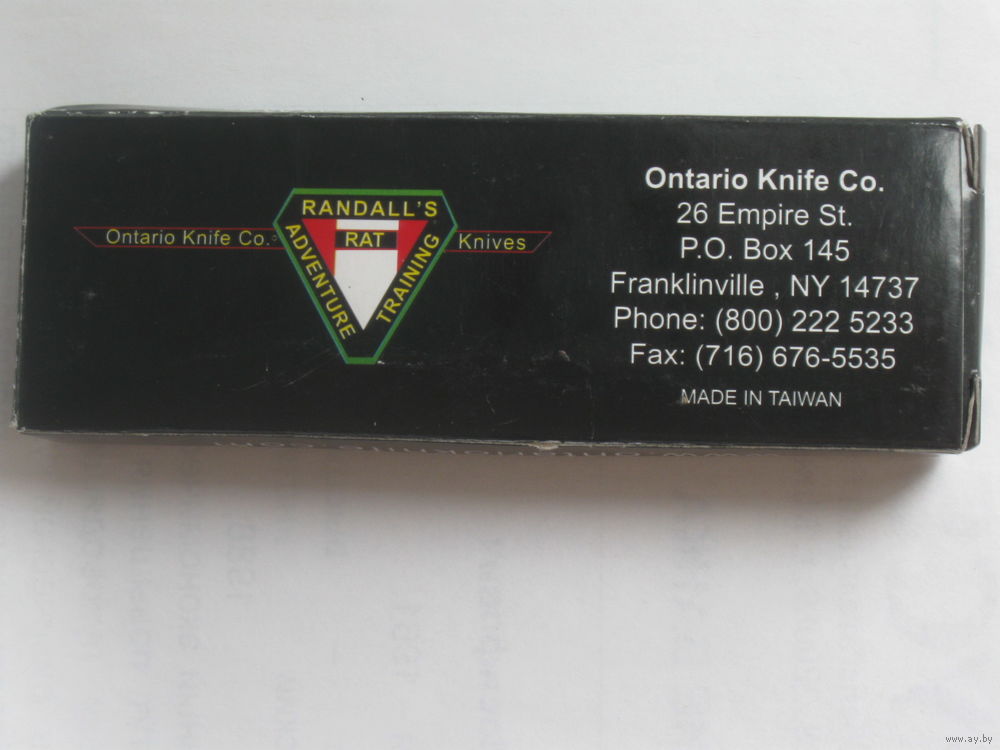 Ontario Knife Co.
RANDALL'S
ADVENTURE
TRAINING
RAT
Knives
Ontario Knife Co.
26 Empire St.
P.O. Box 145
Franklinville , NY 14737
Phone: (800) 222 5233
Fax: (716) 676-5535
MADE IN TAIWAN
www.ay.by